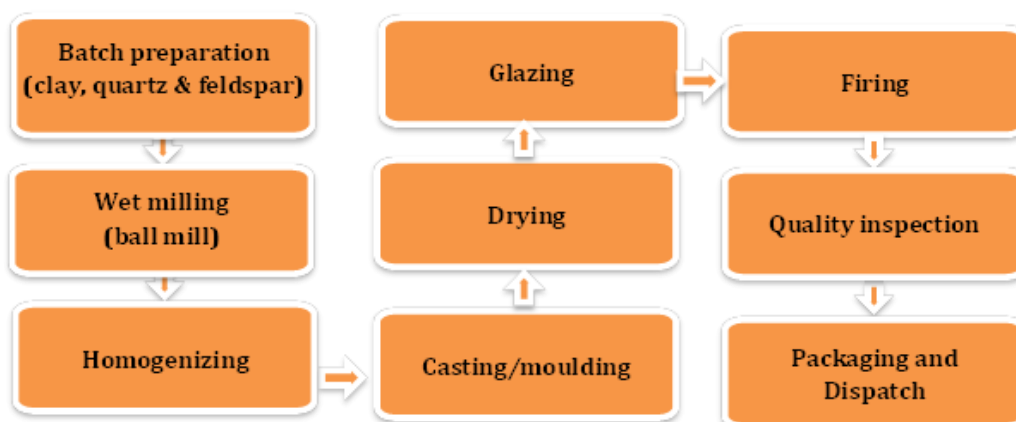 Batch preparation
(clay, quartz & feldspar)
Wet milling
(ball mill)
Homogenizing
Casting/moulding
Drying
Glazing
Firing
Quality inspection
Packaging and
Dispatch